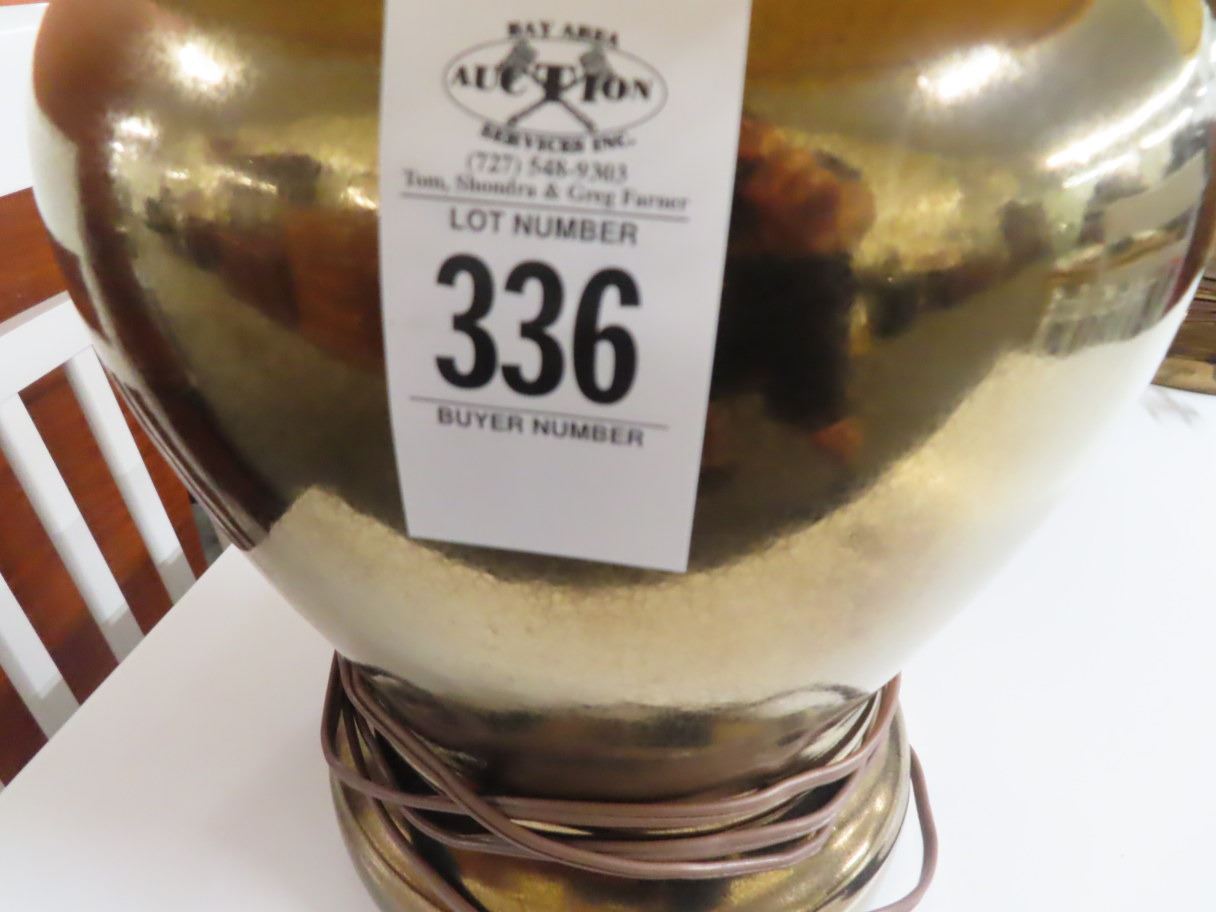 BAY AREA
AUCTION
SERVICES INC.
(727) 548-9303
Tom, Shondra & Greg Farner
LOT NUMBER
336
BUYER NUMBER